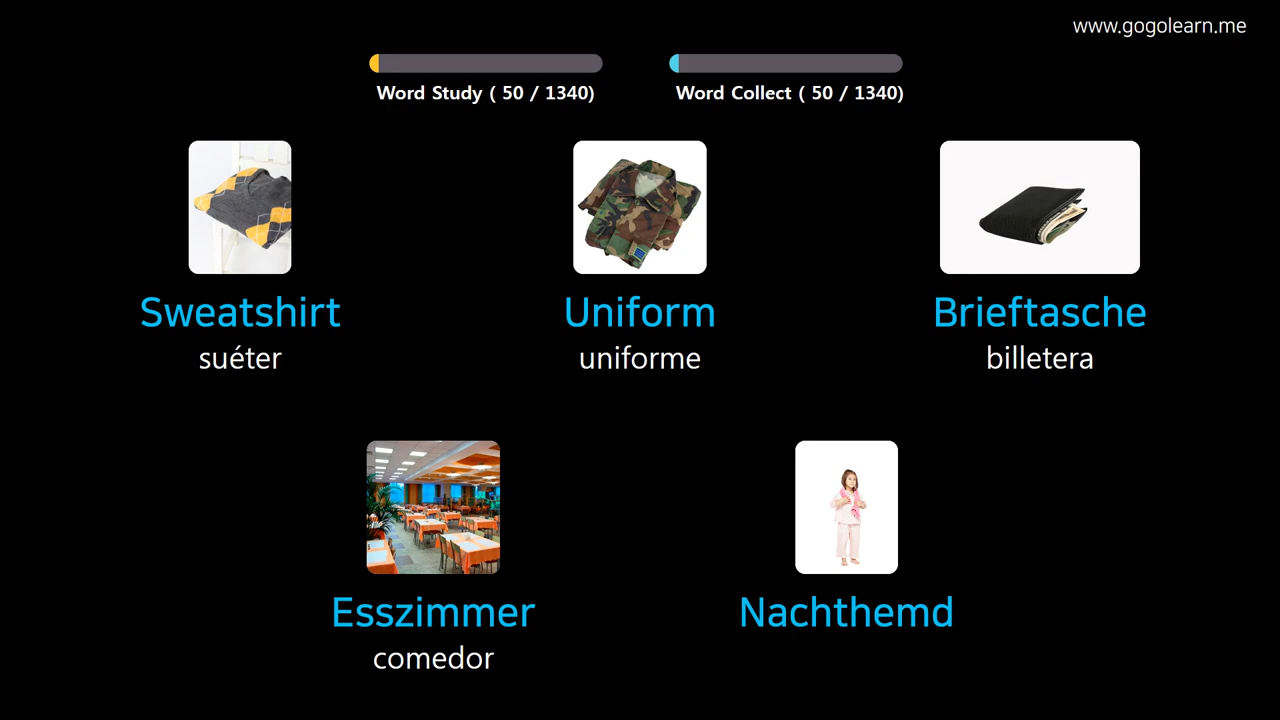 www.gogolearn.me
Word Study ( 50 / 1340)
Word Collect ( 50 / 1340)
Sweatshirt
suéter
Uniform
uniforme
Brieftasche
billetera
Esszimmer
comedor
Nachthemd